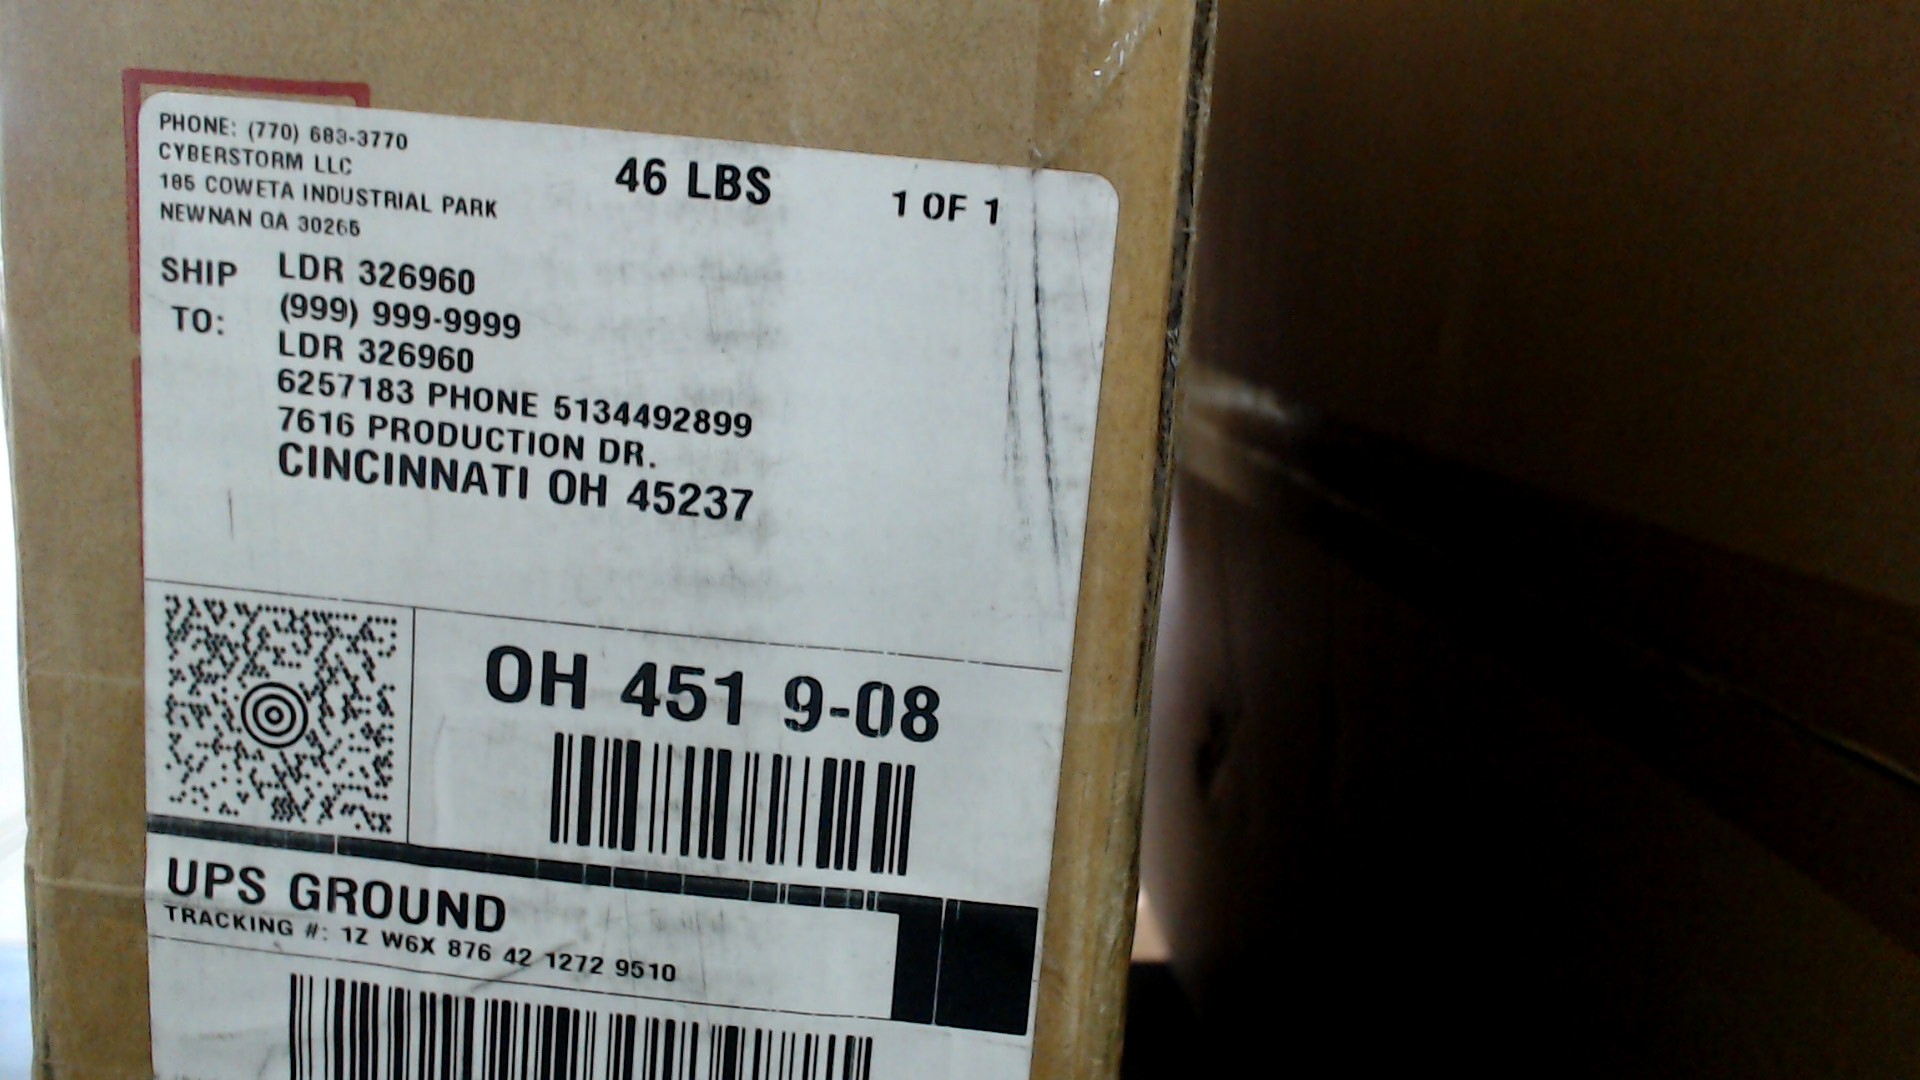 PHONE: (770) 683-3770
CYBERSTORM LLC
185 COWETA INDUSTRIAL PARK
NEWNAN GA 30265
46 LBS
1 OF 1
SHIP TO:
LDR 326960
(999) 999-9999
LDR 326960
6257183 PHONE 5134492899
7616 PRODUCTION DR.
CINCINNATI OH 45237
OH 451 9-08
UPS GROUND
TRACKING #: 1Z W6X 876 42 1272 9510